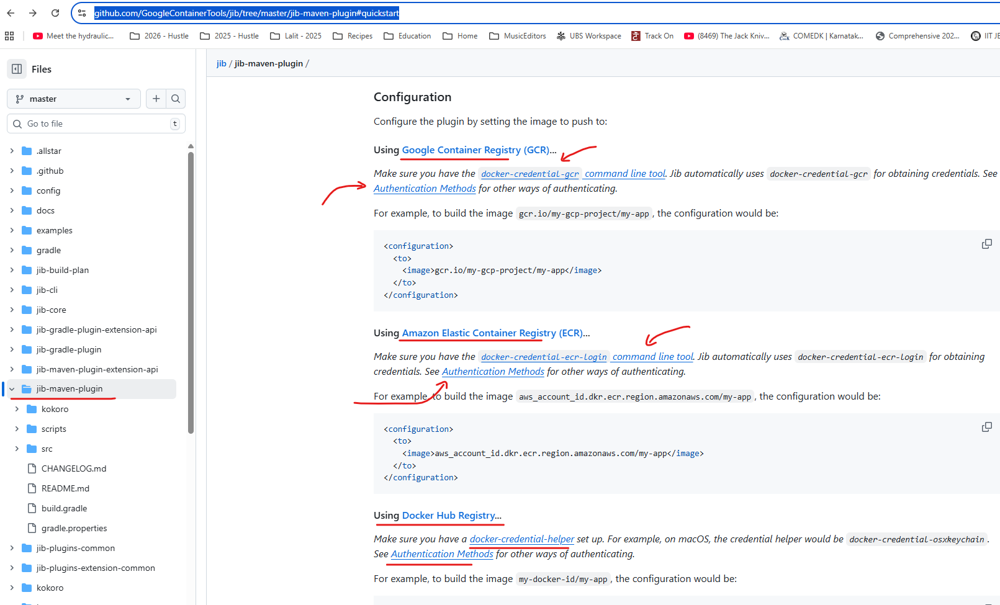 github.com/GoogleContainerTools/jib/tree/master/jib-maven-plugin#quickstart
Meet the hydraulic...
2026 - Hustle
2025 - Hustle
Lalit - 2025
Recipes
Education
Home
MusicEditors
UBS Workspace
Track On
(8469) The Jack Kniv...
COMEDK | Karnatak...
Comprehensive 202...
IIT JE
Files
master
Go to file
t
.allstar
.github
config
docs
examples
gradle
jib-build-plan
jib-cli
jib-core
jib-gradle-plugin-extension-api
jib-gradle-plugin
jib-maven-plugin-extension-api
jib-maven-plugin
kokoro
scripts
src
CHANGELOG.md
README.md
build.gradle
gradle.properties
jib-plugins-common
jib-plugins-extension-common
kokoro
jib / jib-maven-plugin /
Configuration
Configure the plugin by setting the image to push to:
Using Google Container Registry (GCR)...
Make sure you have the docker-credential-gcr command line tool. Jib automatically uses docker-credential-gcr for obtaining credentials. See
Authentication Methods for other ways of authenticating.
For example, to build the image gcr.io/my-gcp-project/my-app, the configuration would be:
<configuration>
<to>
<image>gcr.io/my-gcp-project/my-app</image>
</to>
</configuration>
Using Amazon Elastic Container Registry (ECR)...
Make sure you have the docker-credential-ecr-login command line tool. Jib automatically uses docker-credential-ecr-login for obtaining
credentials. See Authentication Methods for other ways of authenticating.
For example, to build the image aws_account_id.dkr.ecr.region.amazonaws.com/my-app, the configuration would be:
<configuration>
<to>
<image>aws_account_id.dkr.ecr.region.amazonaws.com/my-app</image>
</to>
</configuration>
Using Docker Hub Registry...
Make sure you have a docker-credential-helper set up. For example, on macOS, the credential helper would be docker-credential-osxkeychain.
See Authentication Methods for other ways of authenticating.
For example, to build the image my-docker-id/my-app, the configuration would be: